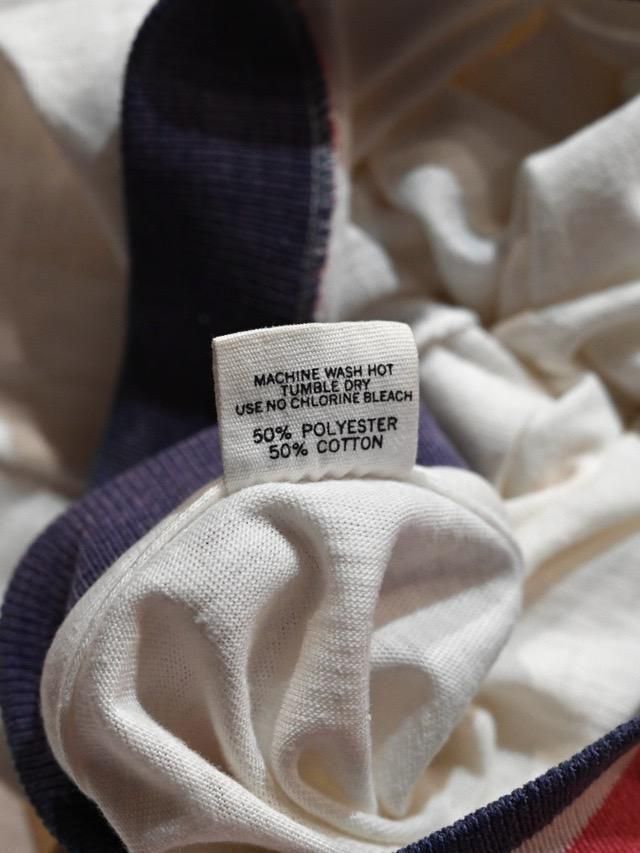 MACHINE WASH HOT
TUMBLE DRY
USE NO CHLORINE BLEACH
50% POLYESTER
50% COTTON